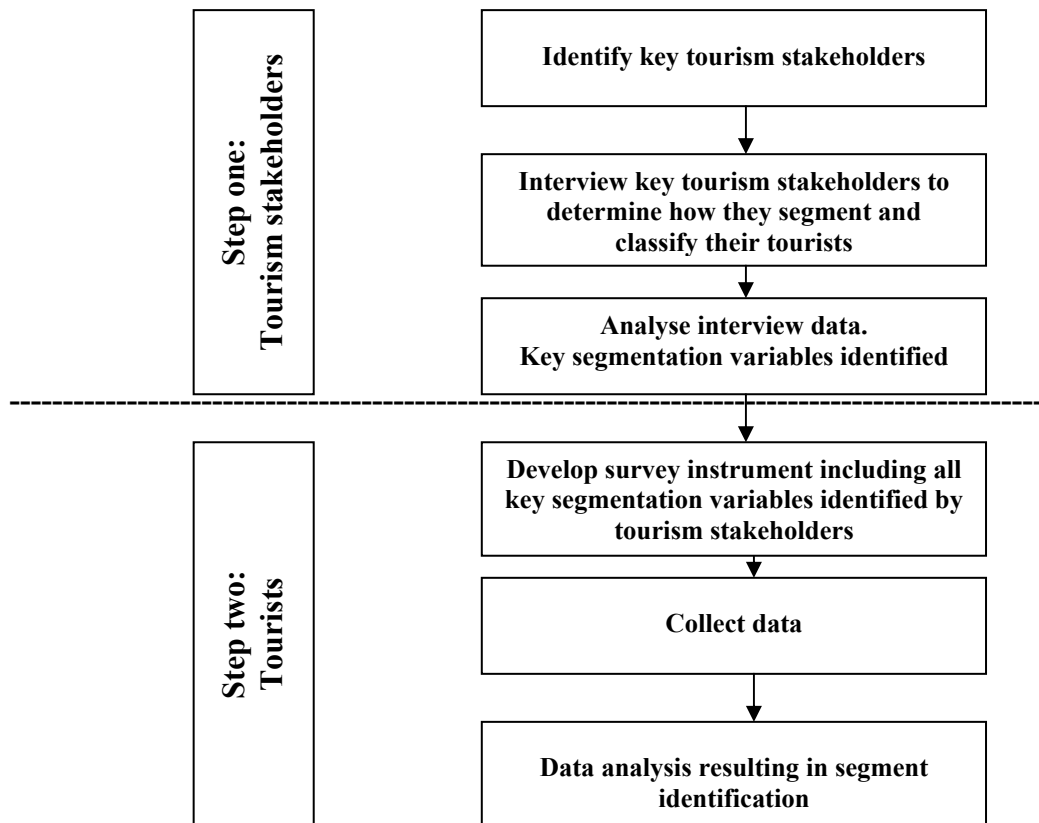 Step one:
Tourism stakeholders
Identify key tourism stakeholders
Interview key tourism stakeholders to
determine how they segment and
classify their tourists
Analyse interview data.
Key segmentation variables identified
Step two:
Tourists
Develop survey instrument including all
key segmentation variables identified by
tourism stakeholders
Collect data
Data analysis resulting in segment
identification